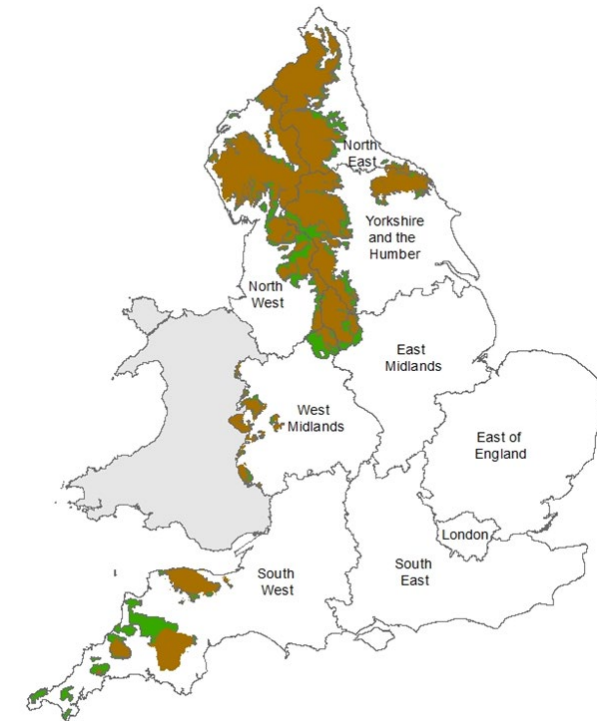 North
East
Yorkshire
and the
Humber
North
West
East
Midlands
West
Midlands
East of
England
London
South
West
South
East